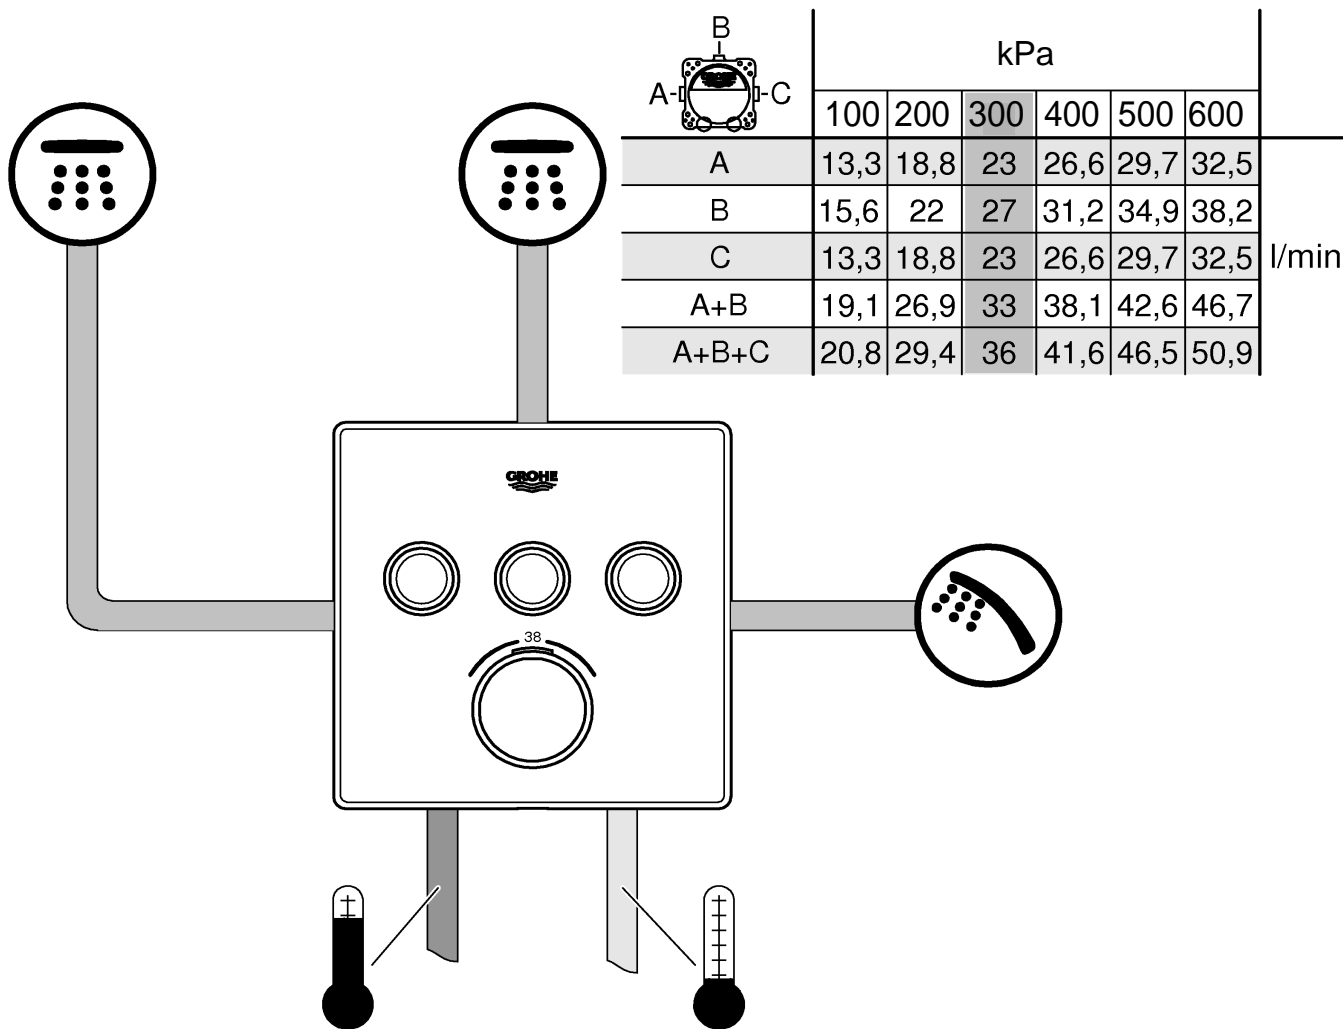 B
A C
GROHE
kPa
100 200 300 400 500 600
A 13,3 18,8 23 26,6 29,7 32,5
B 15,6 22 27 31,2 34,9 38,2
C 13,3 18,8 23 26,6 29,7 32,5
l/min
A+B 19,1 26,9 33 38,1 42,6 46,7
A+B+C 20,8 29,4 36 41,6 46,5 50,9
GROHE
38